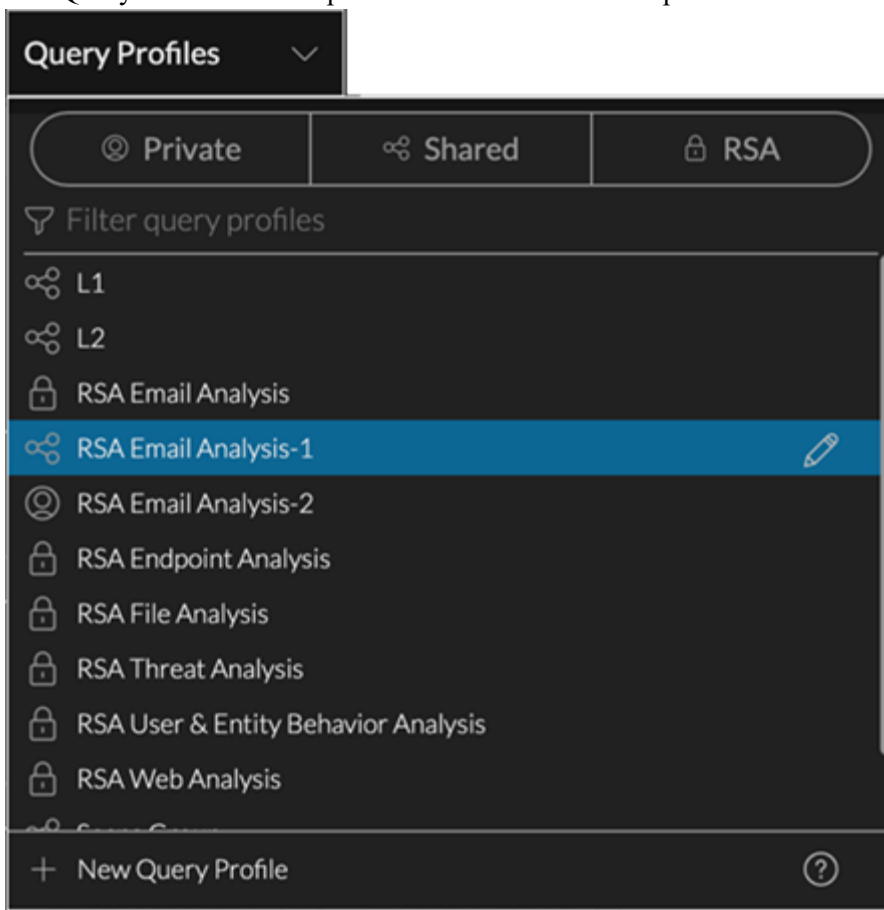 Query Profiles
Private Shared RSA
Filter query profiles
L1
L2
RSA Email Analysis
RSA Email Analysis-1
RSA Email Analysis-2
RSA Endpoint Analysis
RSA File Analysis
RSA Threat Analysis
RSA User & Entity Behavior Analysis
RSA Web Analysis
+ New Query Profile ?